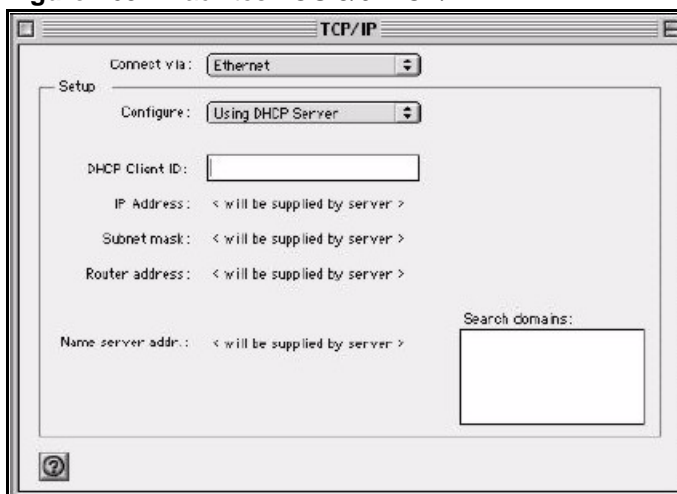 TCP/IP
Connect via: Ethernet
Setup
Configure: Using DHCP Server
DHCP Client ID:
IP Address: < will be supplied by server >
Subnet mask: < will be supplied by server >
Router address: < will be supplied by server >
Search domains:
Name server addr.: < will be supplied by server >
?